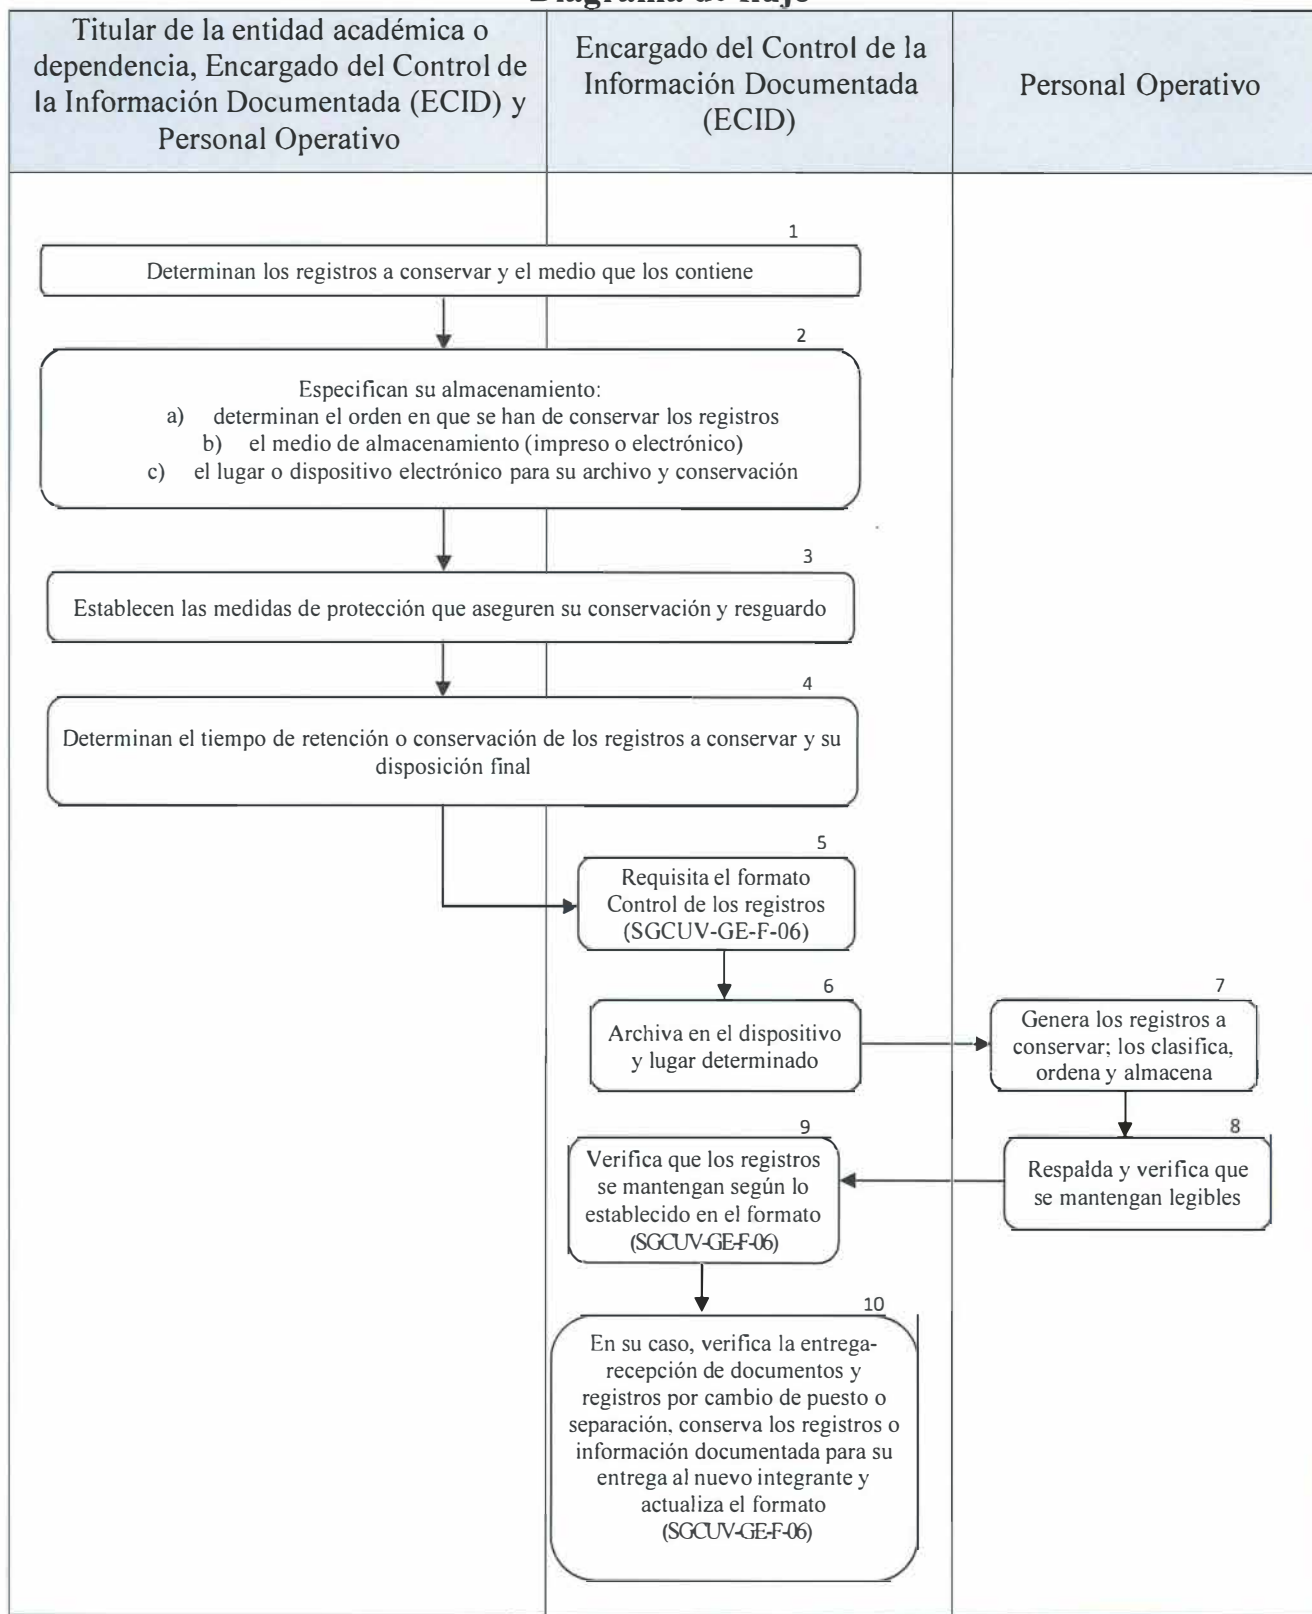 Diagrama de flujo
Titular de la entidad académica o
dependencia, Encargado del Control de
la Información Documentada (ECID) y
Personal Operativo
Encargado del Control de la
Información Documentada
(ECID)
Personal Operativo
1
Determinan los registros a conservar y el medio que los contiene
2
Especifican su almacenamiento:
a) determinan el orden en que se han de conservar los registros
b) el medio de almacenamiento (impreso o electrónico)
c) el lugar o dispositivo electrónico para su archivo y conservación
3
Establecen las medidas de protección que aseguren su conservación y resguardo
4
Determinan el tiempo de retención o conservación de los registros a conservar y su
disposición final
5
Requisita el formato
Control de los registros
(SGCUV-GE-F-06)
6
Archiva en el dispositivo
y lugar determinado
7
Genera los registros a
conservar; los clasifica,
ordena y almacena
8
Respalda y verifica que
se mantengan legibles
9
Verifica que los registros
se mantengan según lo
establecido en el formato
(SGCUV-GE-F-06)
10
En su caso, verifica la entrega-
recepción de documentos y
registros por cambio de puesto o
separación, conserva los registros o
información documentada para su
entrega al nuevo integrante y
actualiza el formato
(SGCUV-GE-F-06)